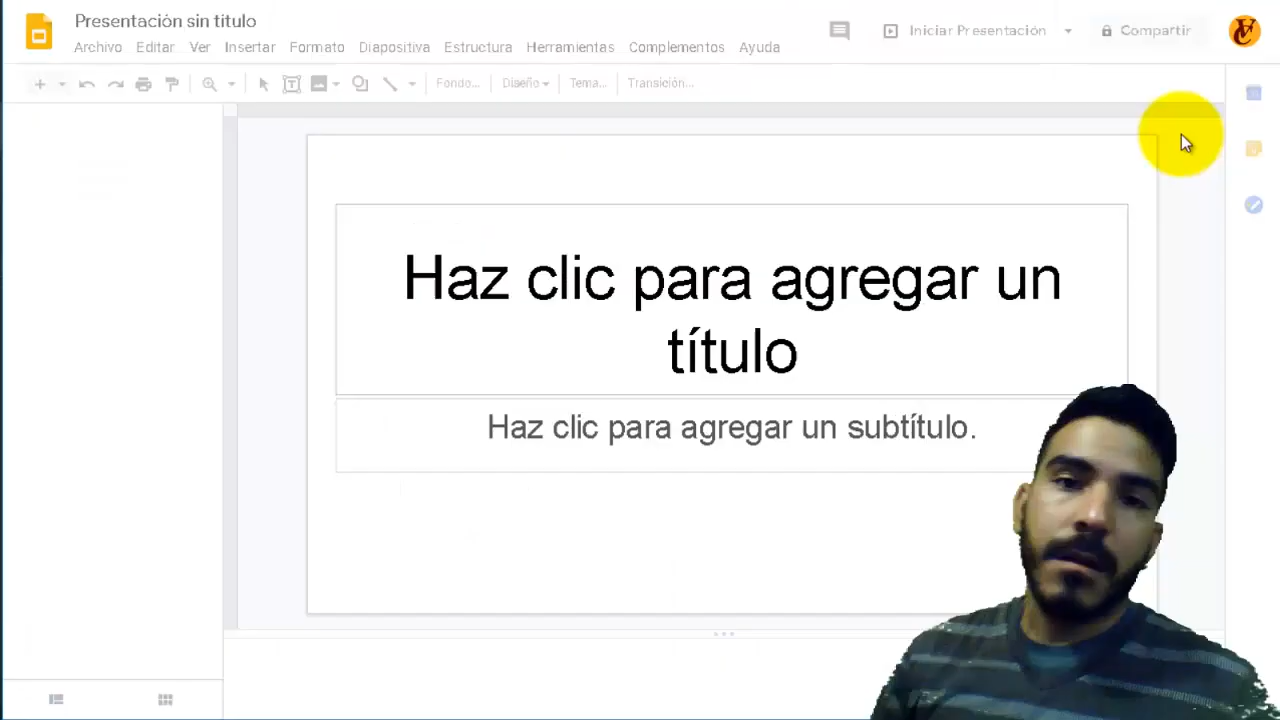 Presentación sin título
Archivo Editar Ver Insertar Formato Diapositiva Estructura Herramientas Complementos Ayuda
Iniciar Presentación
Compartir
Fondo... Diseño Tema... Transición...
Haz clic para agregar un
título
Haz clic para agregar un subtítulo.